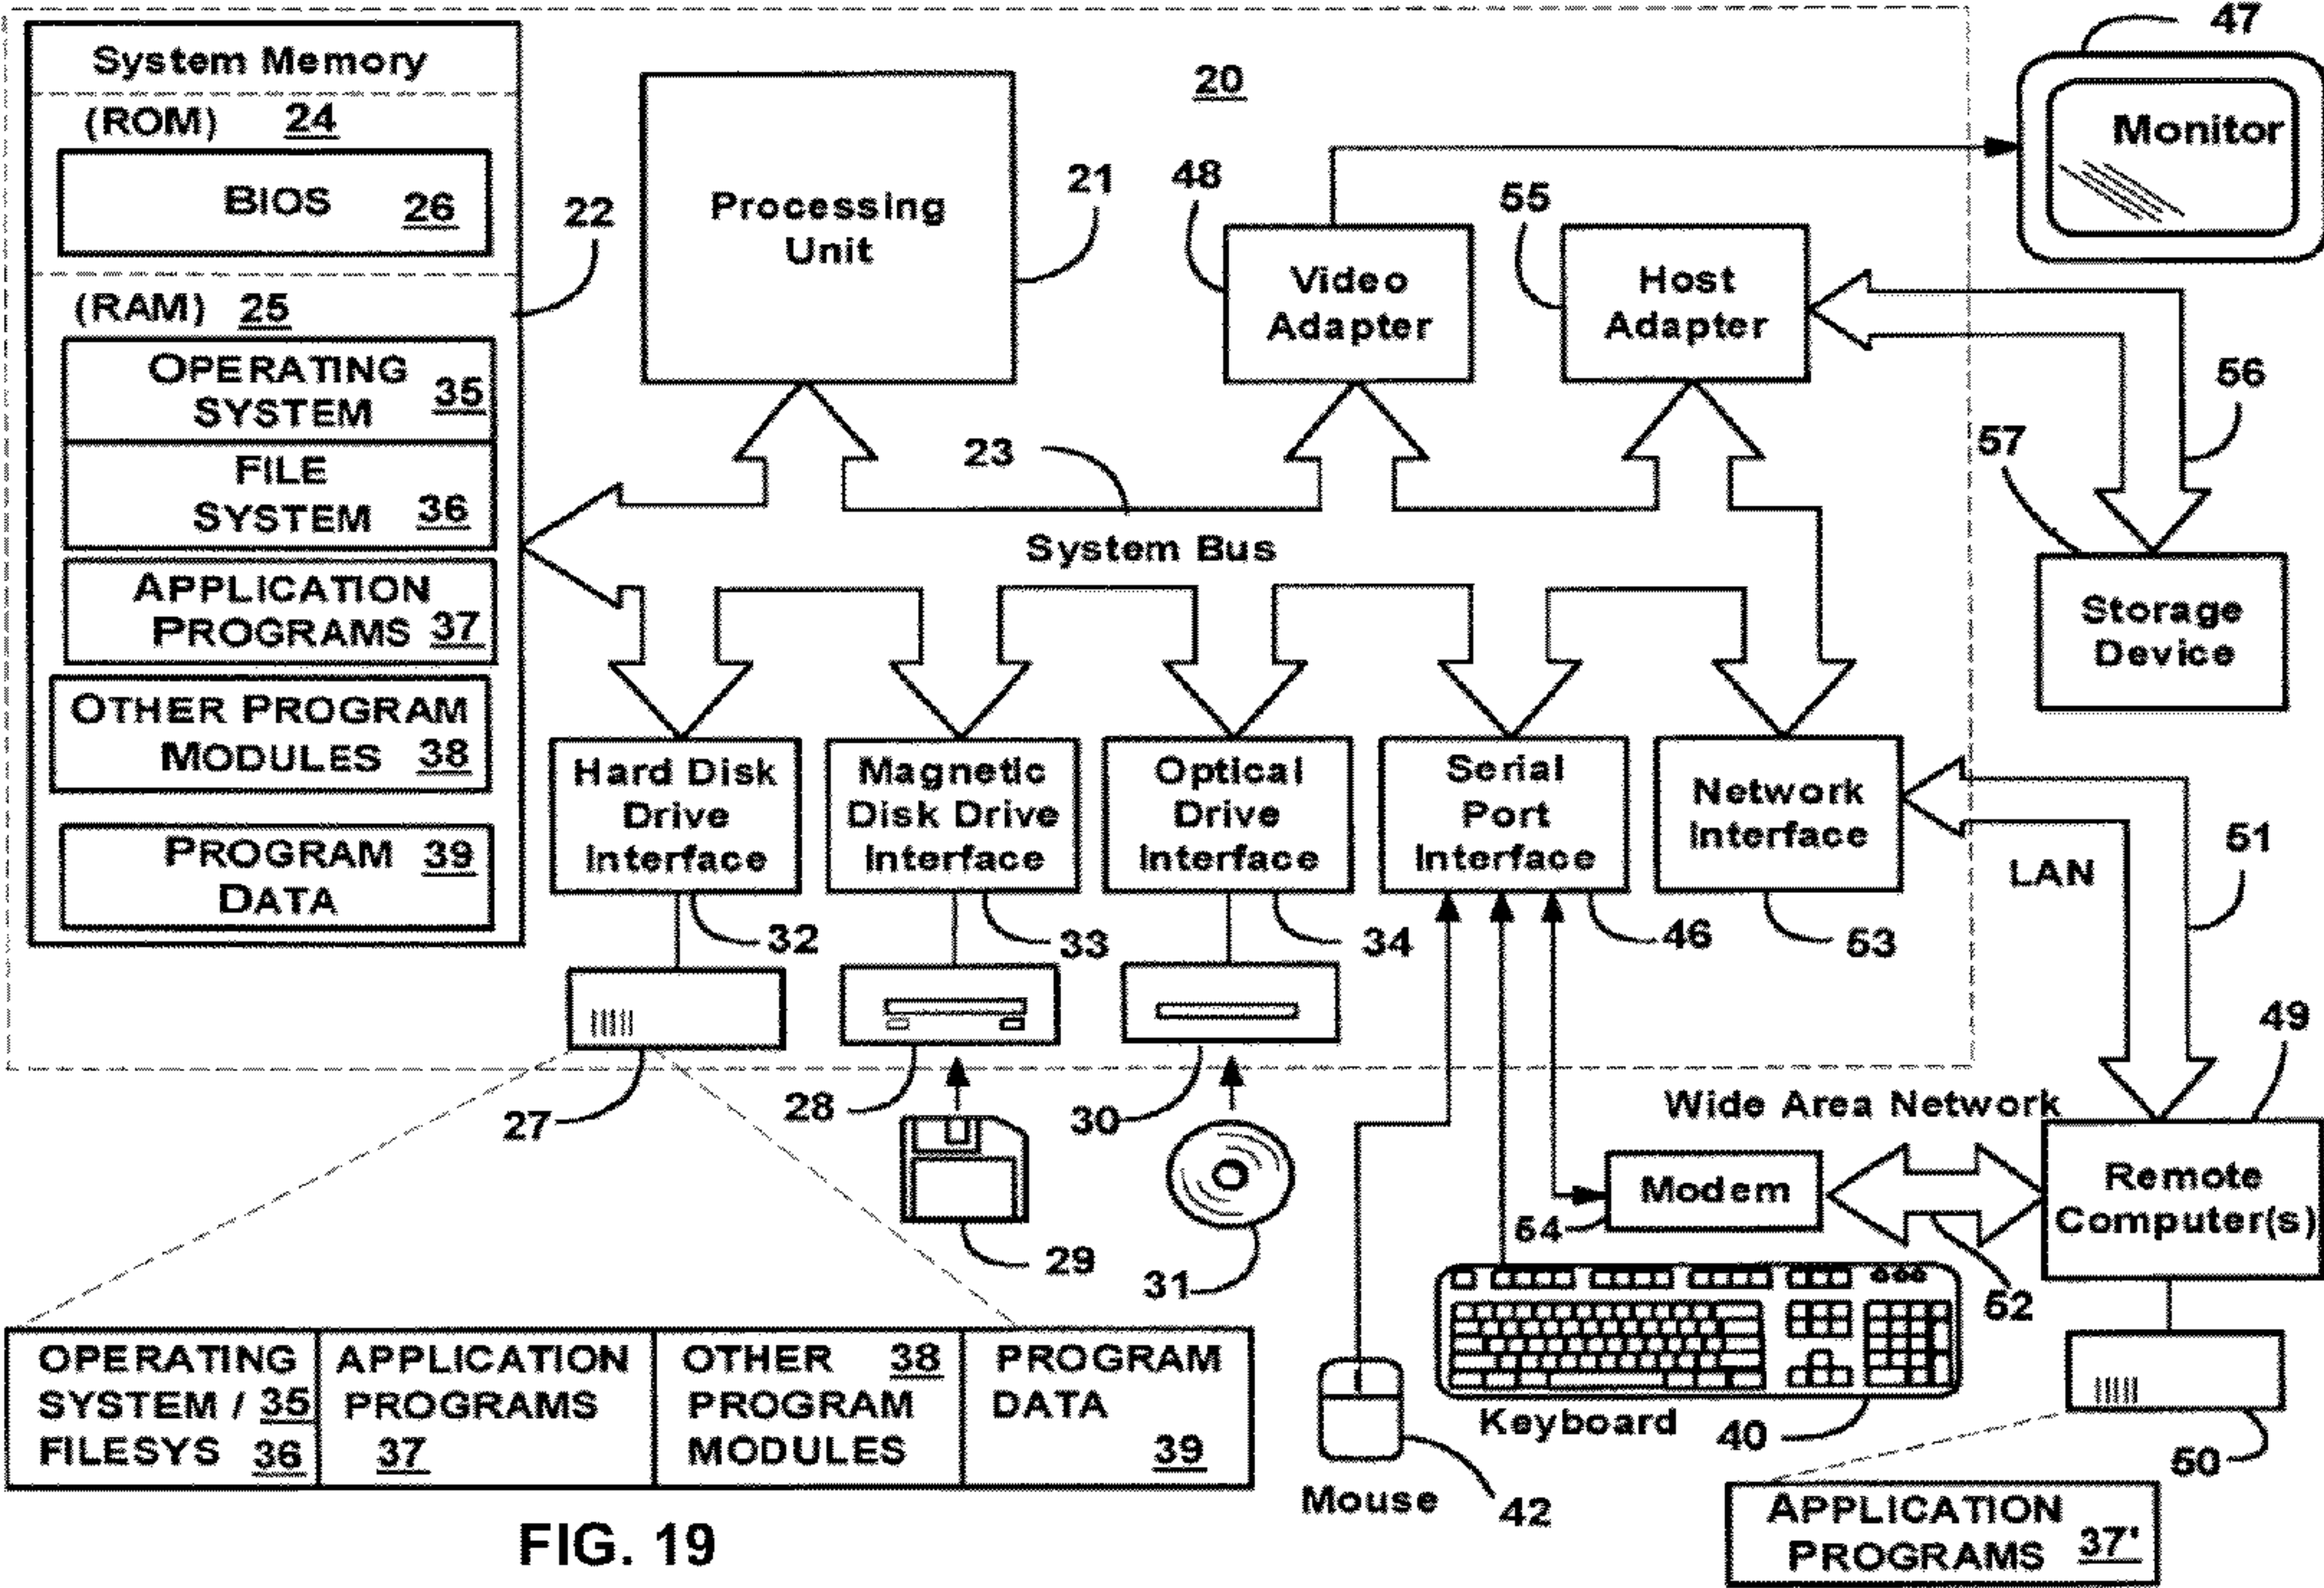 System Memory
(ROM) 24
BIOS 26
22
(RAM) 25
OPERATING
SYSTEM 35
FILE
SYSTEM 36
APPLICATION
PROGRAMS 37
OTHER PROGRAM
MODULES 38
PROGRAM 39
DATA
20
Processing
Unit
21
48
Video
Adapter
55
Host
Adapter
47
Monitor
56
57
Storage
Device
23
System Bus
Hard Disk
Drive
Interface
32
Magnetic
Disk Drive
Interface
33
Optical
Drive
Interface
34
Serial
Port
Interface
46
Network
Interface
53
LAN
51
49
27
28
29
30
31
Wide Area Network
Modem
54
52
Remote
Computer(s)
50
Keyboard
40
Mouse
42
OPERATING
SYSTEM / 35
FILESYS 36
APPLICATION
PROGRAMS
37
OTHER 38
PROGRAM
MODULES
PROGRAM
DATA
39
APPLICATION
PROGRAMS 37'
FIG. 19